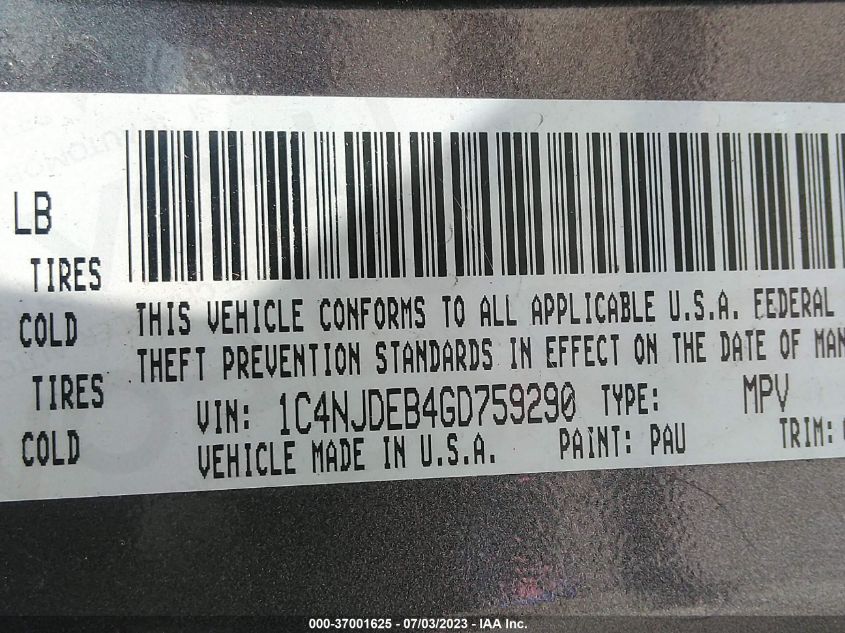 LB
TIRES
COLD
TIRES
COLD
THIS VEHICLE CONFORMS TO ALL APPLICABLE U.S.A. FEDERAL
THEFT PREVENTION STANDARDS IN EFFECT ON THE DATE OF MAN
VIN: 1C4NJDEB4GD759290 TYPE: MPV
VEHICLE MADE IN U.S.A. PAINT: PAU TRIM:
000-37001625 - 07/03/2023 - IAA Inc.